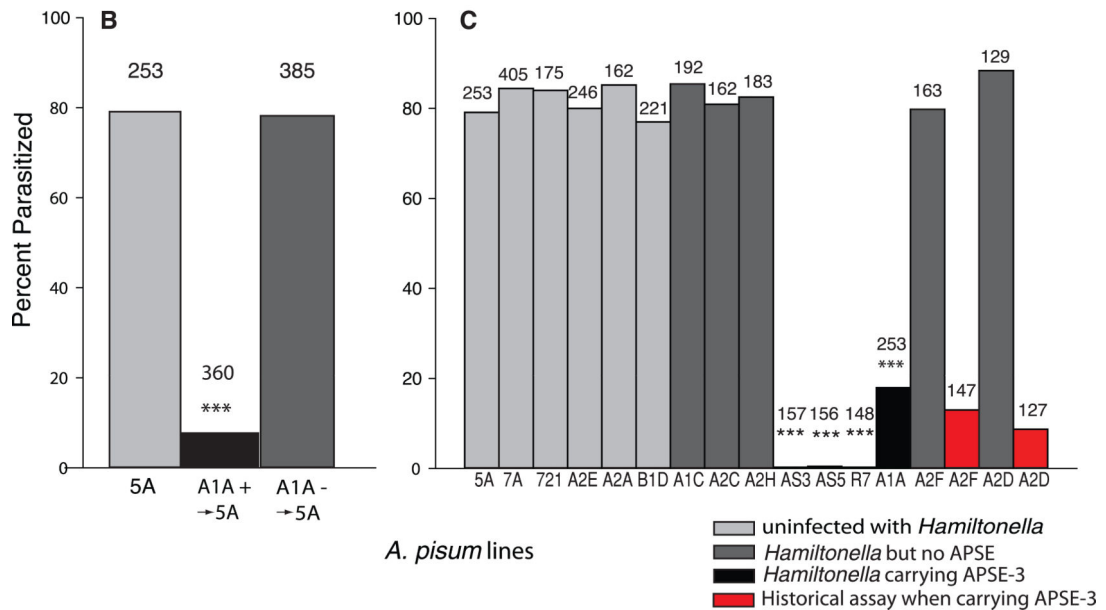 B
C
Percent Parasitized
100
80
60
40
20
0
253
385
360
***
5A
A1A +
→5A
A1A -
→5A
100
80
60
40
20
0
253
405
175
246
162
221
192
162
183
157
***
156
***
148
***
253
***
163
147
129
127
5A 7A 721 A2E A2A B1D A1C A2C A2H AS3 AS5 R7 A1A A2F A2F A2D A2D
A. pisum lines
uninfected with Hamiltonella
Hamiltonella but no APSE
Hamiltonella carrying APSE-3
Historical assay when carrying APSE-3